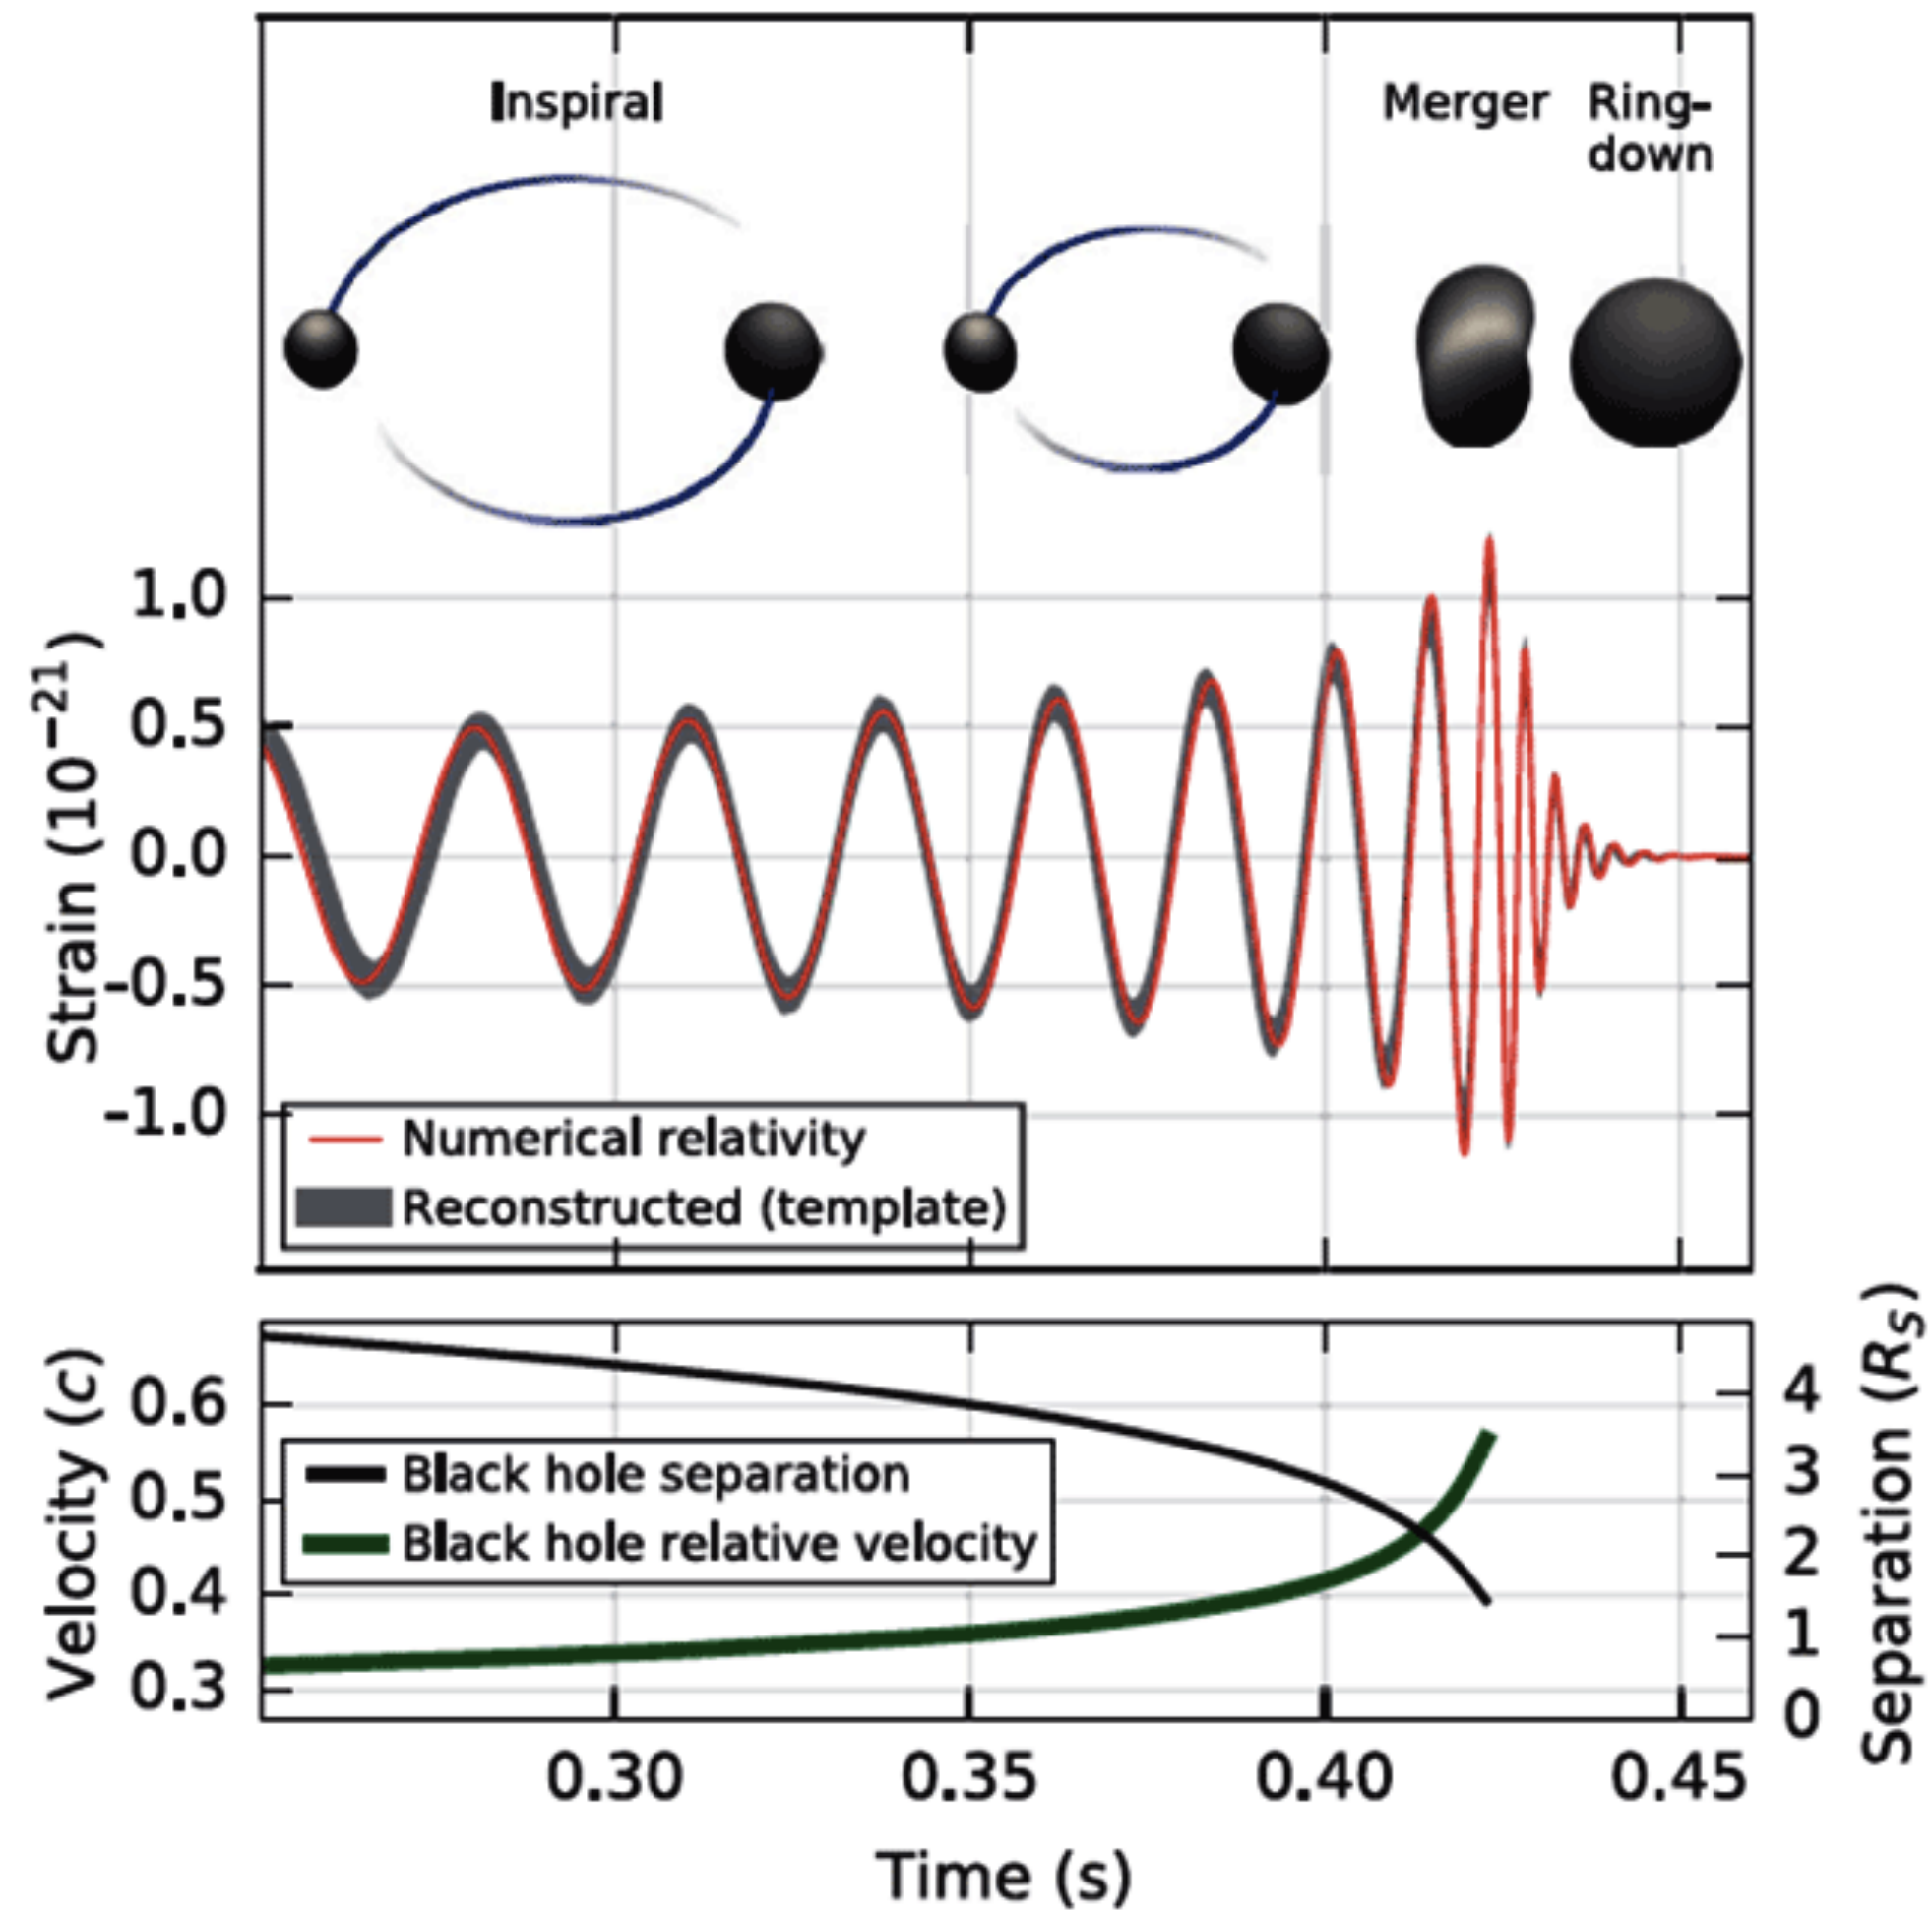 Inspiral
Merger
Ring-
down
Strain (10⁻²¹)
1.0
0.5
0.0
-0.5
-1.0
Numerical relativity
Reconstructed (template)
Velocity (c)
0.6
0.5
0.4
0.3
Black hole separation
Black hole relative velocity
Separation (R_S)
4
3
2
1
0
0.30 0.35 0.40 0.45
Time (s)